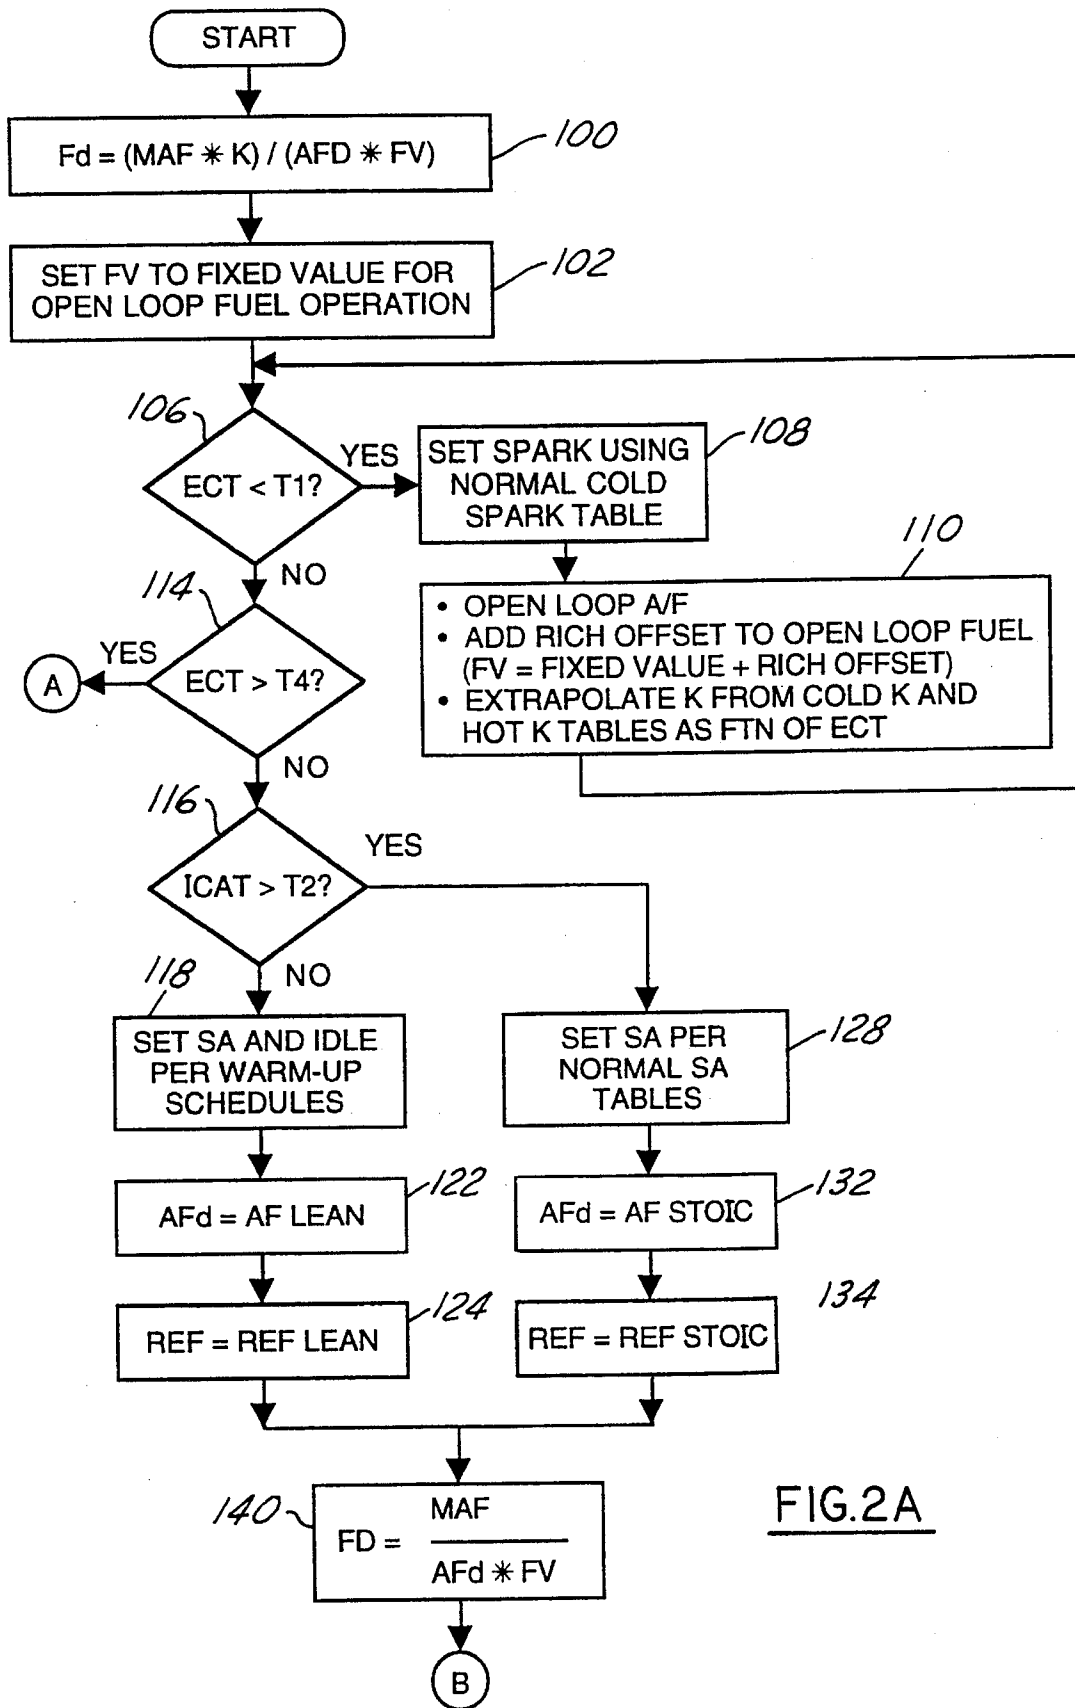 START
Fd = (MAF * K) / (AFD * FV)
100
SET FV TO FIXED VALUE FOR
OPEN LOOP FUEL OPERATION
102
106
ECT < T1?
YES
SET SPARK USING
NORMAL COLD
SPARK TABLE
108
NO
110
• OPEN LOOP A/F
• ADD RICH OFFSET TO OPEN LOOP FUEL
(FV = FIXED VALUE + RICH OFFSET)
• EXTRAPOLATE K FROM COLD K AND
HOT K TABLES AS FTN OF ECT
114
YES
A
ECT > T4?
NO
116
YES
ICAT > T2?
NO
118
SET SA AND IDLE
PER WARM-UP
SCHEDULES
SET SA PER
NORMAL SA
TABLES
128
AFd = AF LEAN
122
AFd = AF STOIC
132
REF = REF LEAN
124
REF = REF STOIC
134
140
FD = MAF
AFd * FV
FIG.2A
B